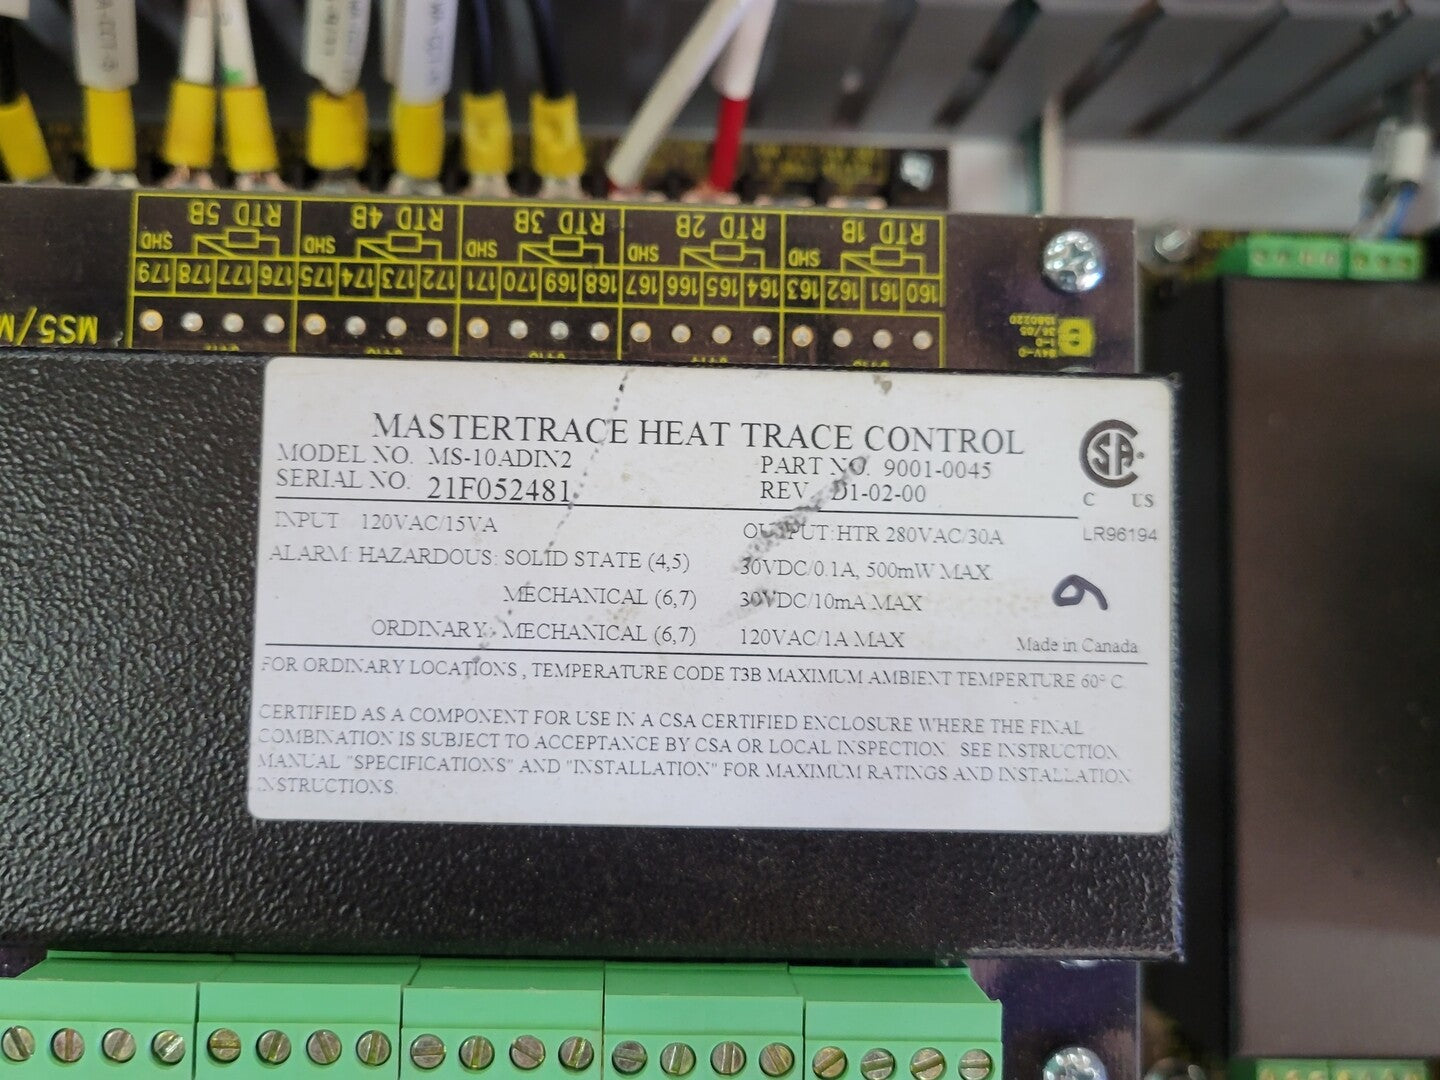 RTD 5B RTD 4B RTD 3B RTD 2B RTD 1B
SHD SHD SHD SHD
179 178 177 176 175 174 173 172 171 170 169 168 167 166 165 164 163 162 161 160
MS5/M
94V-0
1580220
MASTERTRACE HEAT TRACE CONTROL
MODEL NO. MS-10ADIN2 PART NO. 9001-0045
SERIAL NO. 21F052481 REV D1-02-00
C US
INPUT 120VAC/15VA OUTPUT:HTR 280VAC/30A LR96194
ALARM: HAZARDOUS: SOLID STATE (4,5) 30VDC/0.1A, 500mW MAX
MECHANICAL (6,7) 30VDC/10mA MAX
ORDINARY: MECHANICAL (6,7) 120VAC/1A MAX Made in Canada
FOR ORDINARY LOCATIONS , TEMPERATURE CODE T3B MAXIMUM AMBIENT TEMPERTURE 60° C
CERTIFIED AS A COMPONENT FOR USE IN A CSA CERTIFIED ENCLOSURE WHERE THE FINAL
COMBINATION IS SUBJECT TO ACCEPTANCE BY CSA OR LOCAL INSPECTION. SEE INSTRUCTION
MANUAL "SPECIFICATIONS" AND "INSTALLATION" FOR MAXIMUM RATINGS AND INSTALLATION
INSTRUCTIONS.